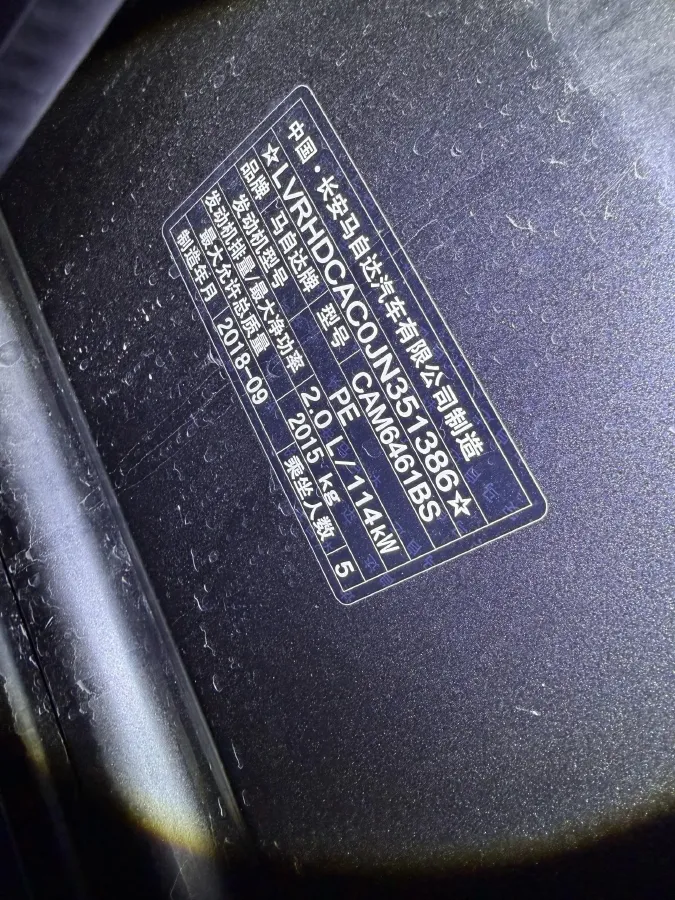 中国·长安马自达汽车有限公司制造
☆LVRHDCAC0JN351386☆
品牌 马自达牌 型号 CAM6461BS
发动机型号 PE
发动机排量/最大净功率 2.0 L/114kW
最大允许总质量 2015 kg
制造年月 2018-09 乘坐人数 5